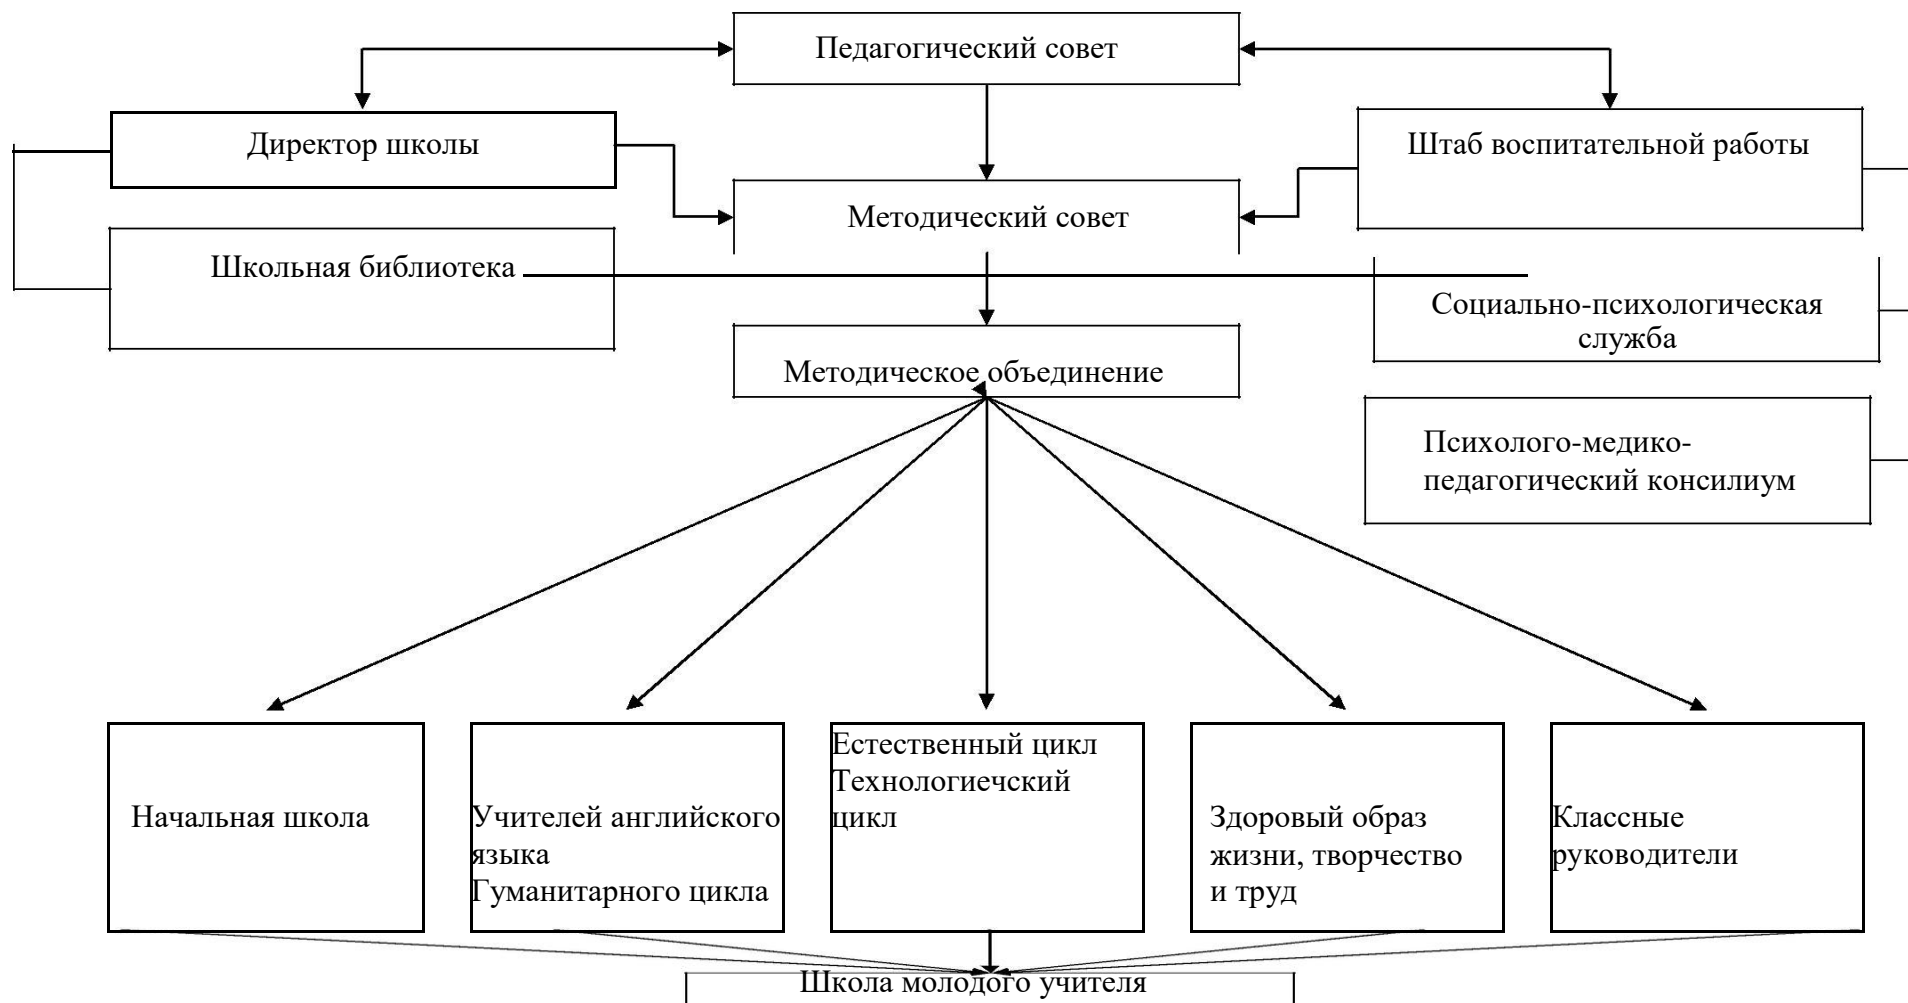 Педагогический совет
Директор школы
Штаб воспитательной работы
Методический совет
Школьная библиотека
Социально-психологическая
служба
Методическое объединение
Психолого-медико-
педагогический консилиум
Начальная школа
Учителей английского
языка
Гуманитарного цикла
Естественный цикл
Технологиечский
цикл
Здоровый образ
жизни, творчество
и труд
Классные
руководители
Школа молодого учителя